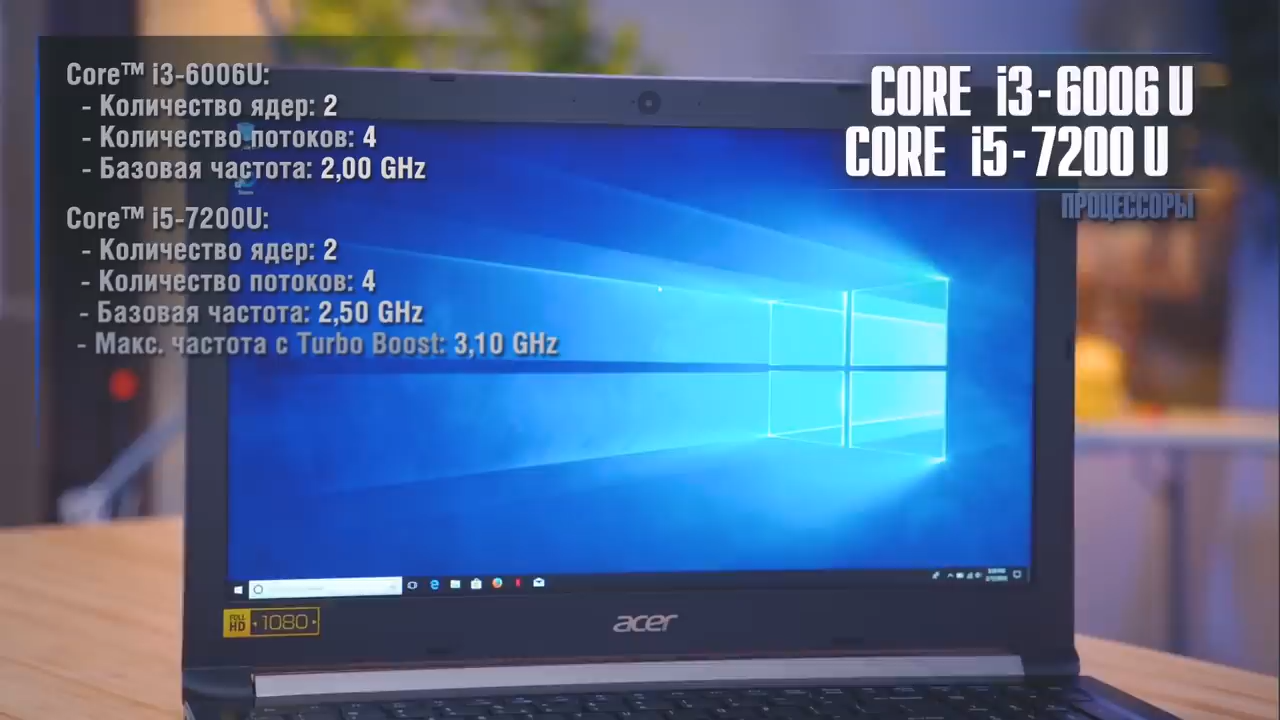 Core™ i3-6006U:
- Количество ядер: 2
- Количество потоков: 4
- Базовая частота: 2,00 GHz
Core™ i5-7200U:
- Количество ядер: 2
- Количество потоков: 4
- Базовая частота: 2,50 GHz
- Макс. частота с Turbo Boost: 3,10 GHz
CORE i3-6006U
CORE i5-7200U
ПРОЦЕССОРЫ
FULL HD 1080
acer